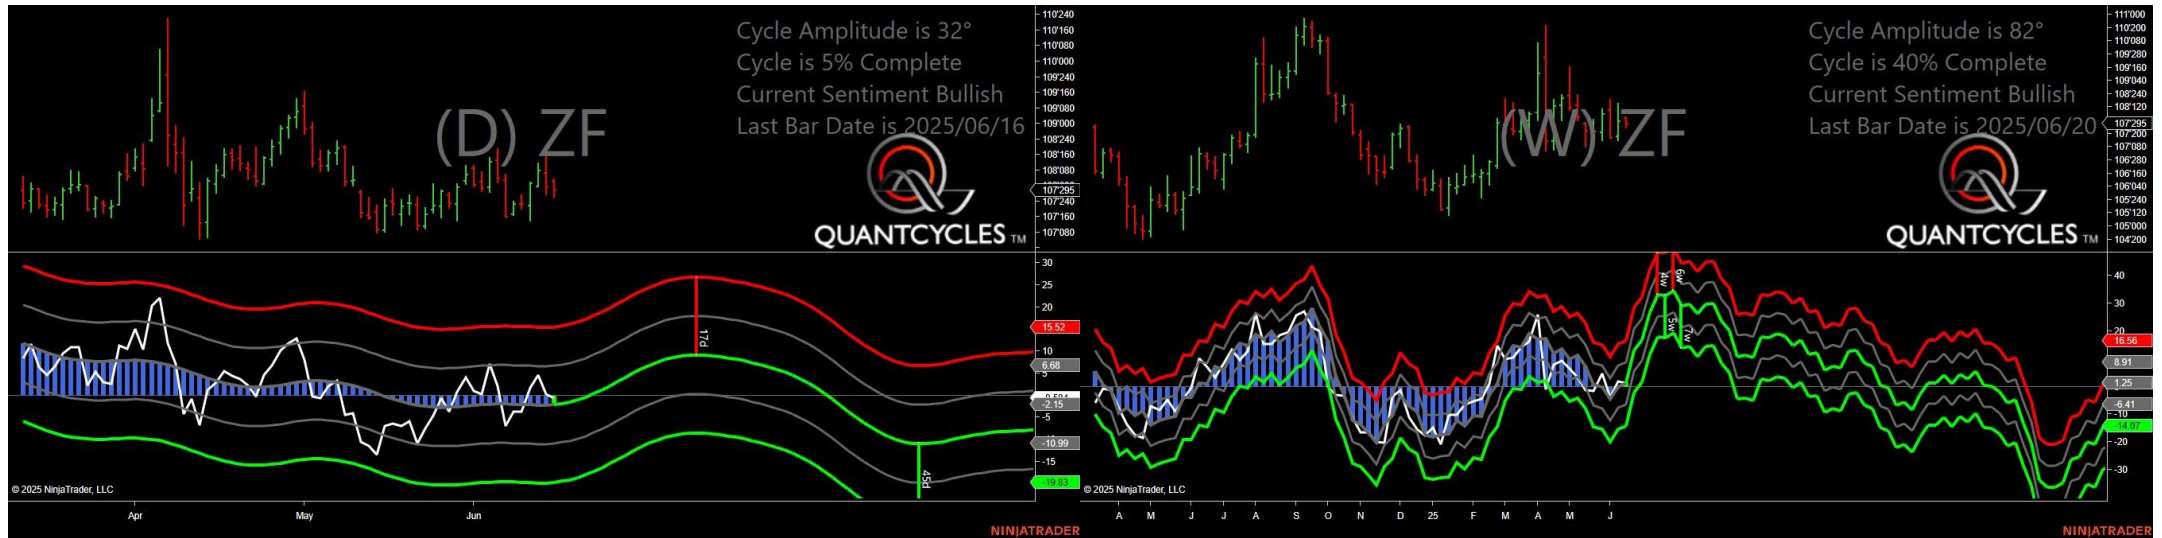 Cycle Amplitude is 32°
Cycle is 5% Complete
Current Sentiment Bullish
Last Bar Date is 2025/06/16
(D) ZF
QUANTCYCLES TM
110'240
110'160
110'080
110'000
109'240
109'160
109'080
109'000
108'240
108'160
108'080
107'295
107'240
107'160
107'080
30
25
20
15.52
10
6.68
5
-2.15
-5
-10.99
-15
-19.83
17d
45d
© 2025 NinjaTrader, LLC
Apr May Jun
NINJATRADER
Cycle Amplitude is 82°
Cycle is 40% Complete
Current Sentiment Bullish
Last Bar Date is 2025/06/20
(W) ZF
QUANTCYCLES TM
111'000
110'200
110'080
109'280
109'160
109'040
108'240
108'120
107'295
107'200
107'080
106'280
106'160
106'040
105'240
105'120
105'000
104'200
4w
6w
5w
7w
40
30
20
16.56
8.91
1.25
-6.41
-10
-14.07
-20
-30
© 2025 NinjaTrader, LLC
A M J J A S O N D 25 F M A M J
NINJATRADER